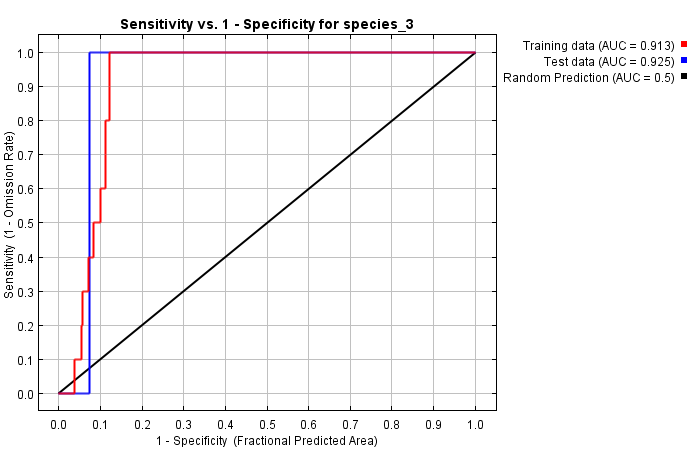 Sensitivity vs. 1 - Specificity for species_3
Training data (AUC = 0.913)
Test data (AUC = 0.925)
Random Prediction (AUC = 0.5)
Sensitivity (1 - Omission Rate)
1.0
0.9
0.8
0.7
0.6
0.5
0.4
0.3
0.2
0.1
0.0
0.0 0.1 0.2 0.3 0.4 0.5 0.6 0.7 0.8 0.9 1.0
1 - Specificity (Fractional Predicted Area)